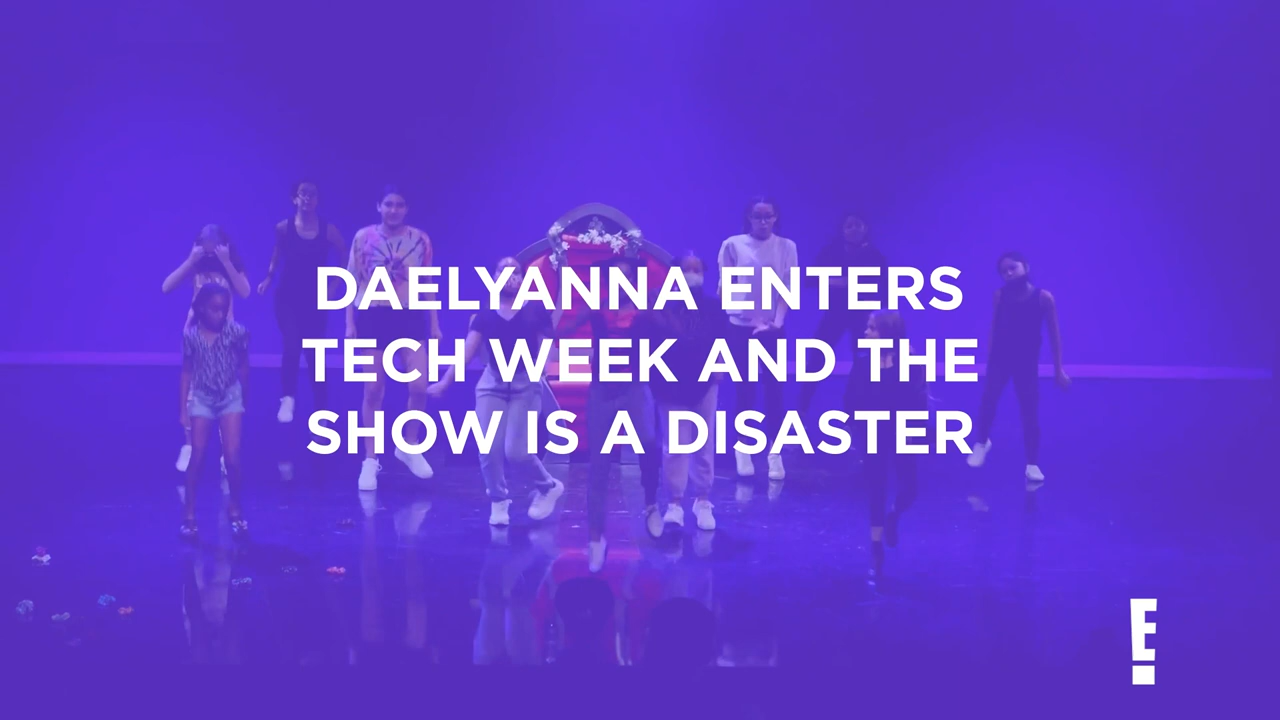 DAELYANNA ENTERS
TECH WEEK AND THE
SHOW IS A DISASTER
E!